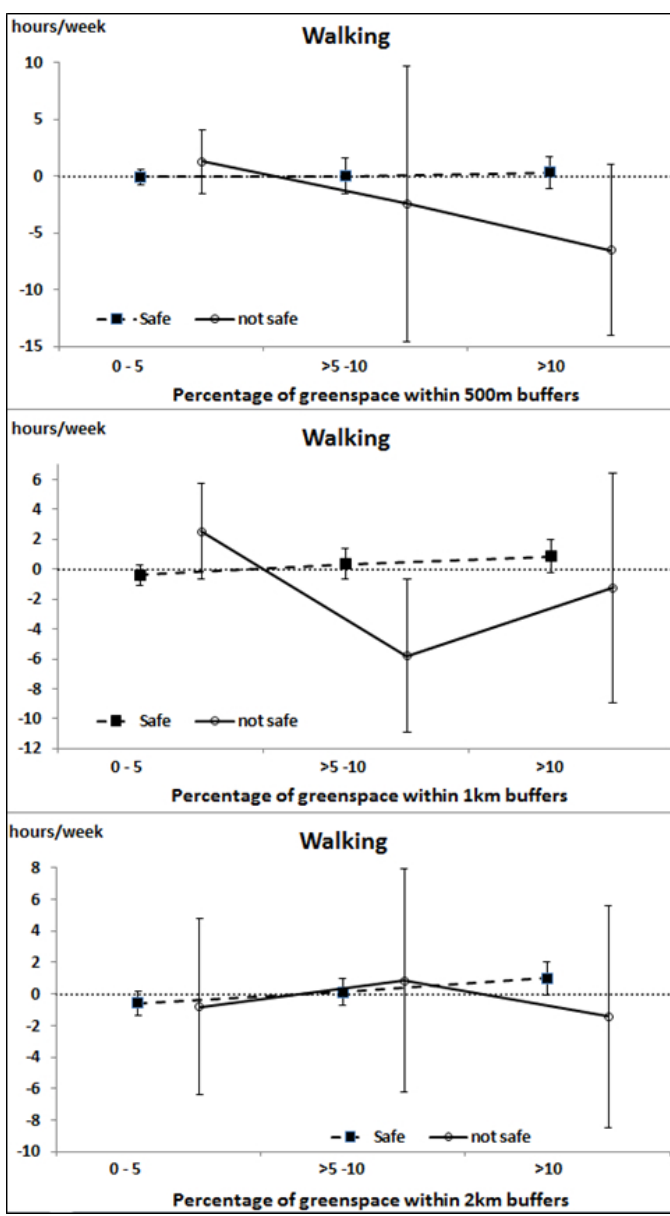 hours/week
Walking
10
5
0
-5
-10
-15
Safe not safe
0 - 5 >5 -10 >10
Percentage of greenspace within 500m buffers
hours/week
Walking
6
4
2
0
-2
-4
-6
-8
-10
-12
Safe not safe
0 - 5 >5 -10 >10
Percentage of greenspace within 1km buffers
hours/week
Walking
8
6
4
2
0
-2
-4
-6
-8
-10
Safe not safe
0 - 5 >5 -10 >10
Percentage of greenspace within 2km buffers